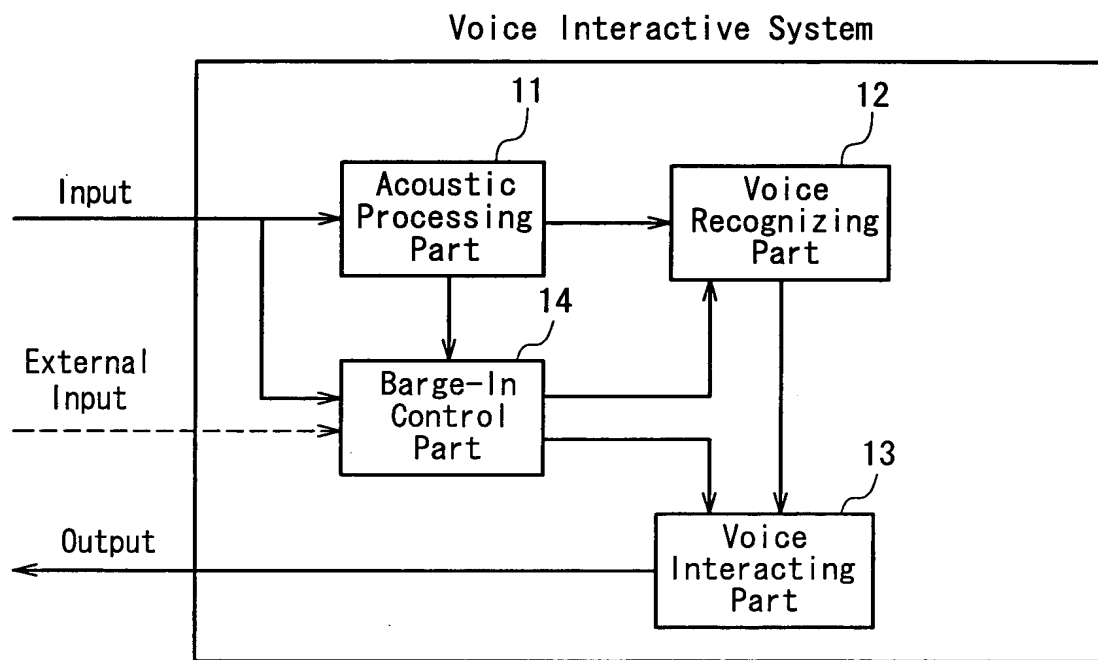 Voice Interactive System
11
12
Input
Acoustic
Processing
Part
Voice
Recognizing
Part
14
External
Input
Barge-In
Control
Part
13
Output
Voice
Interacting
Part